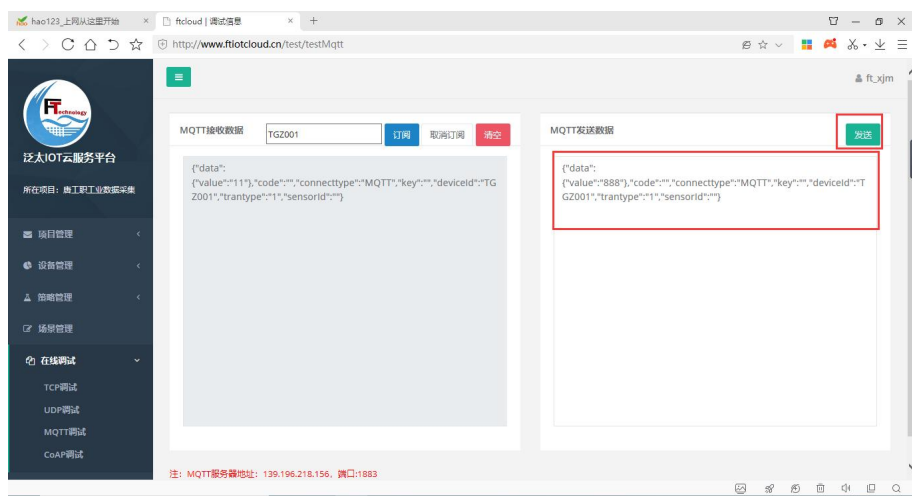 hao123_上网从这里开始
ftcloud | 调试信息
http://www.ftiotcloud.cn/test/testMqtt
ft_xjm
FTechnology
泛太IOT云服务平台
所在项目：唐工职工业数据采集
项目管理
设备管理
策略管理
场景管理
在线调试
TCP调试
UDP调试
MQTT调试
CoAP调试
MQTT接收数据
TGZ001
订阅
取消订阅
清空
{"data":
{"value":"11"},"code":"","connecttype":"MQTT","key":"","deviceId":"TG
Z001","trantype":"1","sensorId":""}
MQTT发送数据
发送
{"data":
{"value":"888"},"code":"","connecttype":"MQTT","key":"","deviceId":"T
GZ001","trantype":"1","sensorId":""}
注：MQTT服务器地址：139.196.218.156，端口:1883